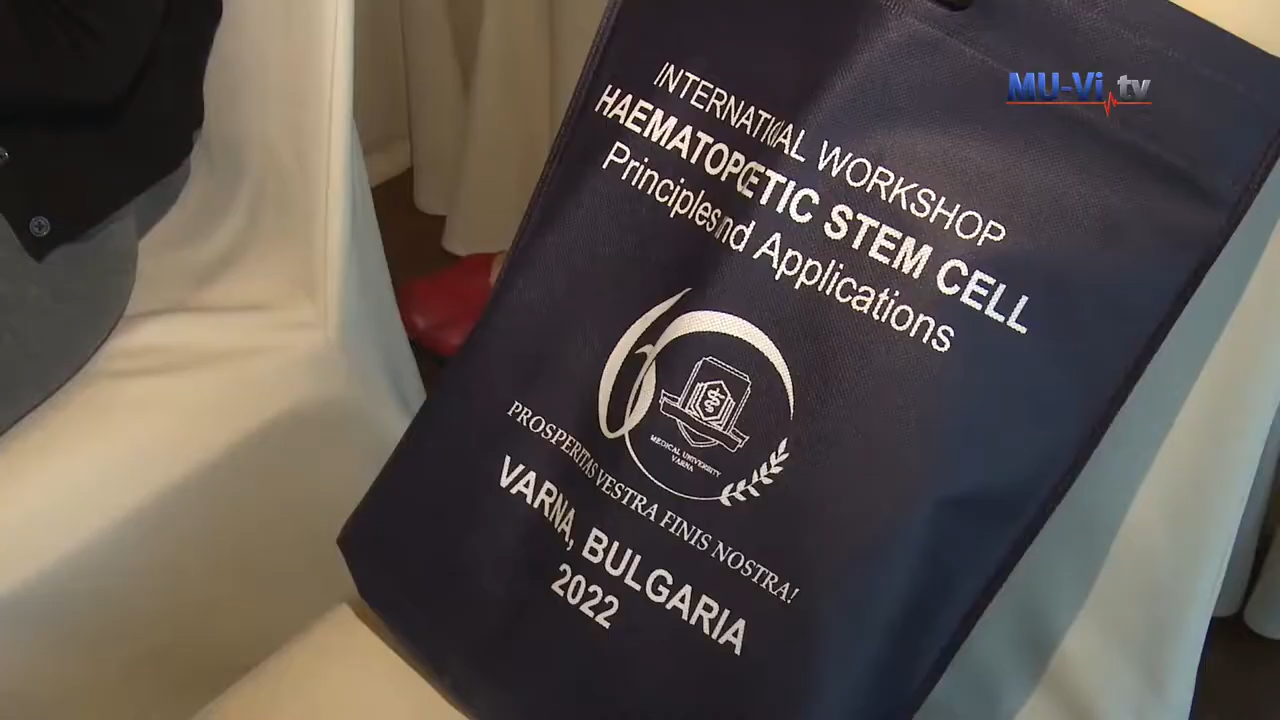 MU-Vi.tv
INTERNATIONAL WORKSHOP
HAEMATOPOETIC STEM CELL
Principles and Applications
60
MEDICAL UNIVERSITY
VARNA
PROSPERITAS VESTRA FINIS NOSTRA!
VARNA, BULGARIA
2022